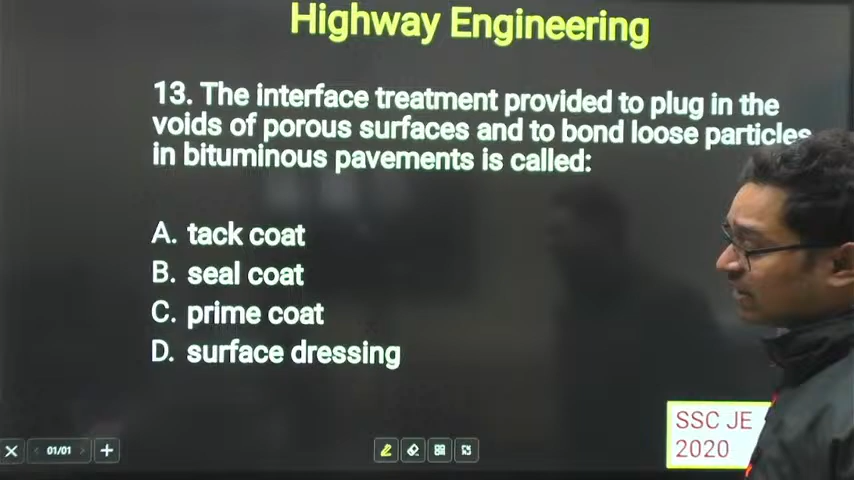 Highway Engineering
13. The interface treatment provided to plug in the
voids of porous surfaces and to bond loose particles
in bituminous pavements is called:
A. tack coat
B. seal coat
C. prime coat
D. surface dressing
SSC JE
2020
01/01